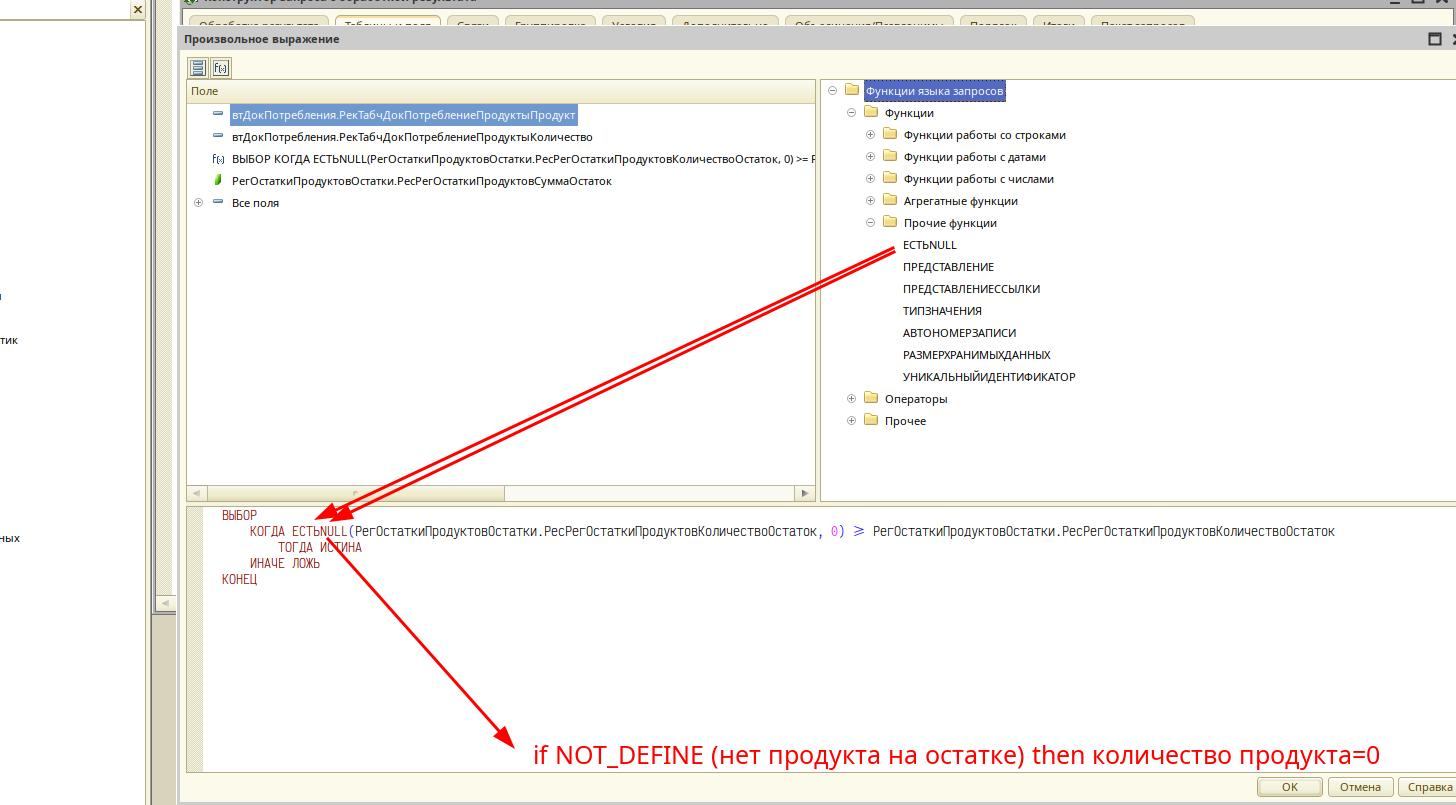 Произвольное выражение
Поле
втДокПотребления.РекТабчДокПотреблениеПродуктыПродукт
втДокПотребления.РекТабчДокПотреблениеПродуктыКоличество
ВЫБОР КОГДА ЕСТЬNULL(РегОстаткиПродуктовОстатки.РесРегОстаткиПродуктовКоличествоОстаток, 0) >= Р
РегОстаткиПродуктовОстатки.РесРегОстаткиПродуктовСуммаОстаток
Все поля
Функции языка запросов
Функции
Функции работы со строками
Функции работы с датами
Функции работы с числами
Агрегатные функции
Прочие функции
ЕСТЬNULL
ПРЕДСТАВЛЕНИЕ
ПРЕДСТАВЛЕНИЕССЫЛКИ
ТИПЗНАЧЕНИЯ
АВТОНОМЕРЗАПИСИ
РАЗМЕРХРАНИМЫХДАННЫХ
УНИКАЛЬНЫЙИДЕНТИФИКАТОР
Операторы
Прочее
тик
ных
ВЫБОР
КОГДА ЕСТЬNULL(РегОстаткиПродуктовОстатки.РесРегОстаткиПродуктовКоличествоОстаток, 0) >= РегОстаткиПродуктовОстатки.РесРегОстаткиПродуктовКоличествоОстаток
ТОГДА ИСТИНА
ИНАЧЕ ЛОЖЬ
КОНЕЦ
if NOT_DEFINE (нет продукта на остатке) then количество продукта=0
OK Отмена Справка